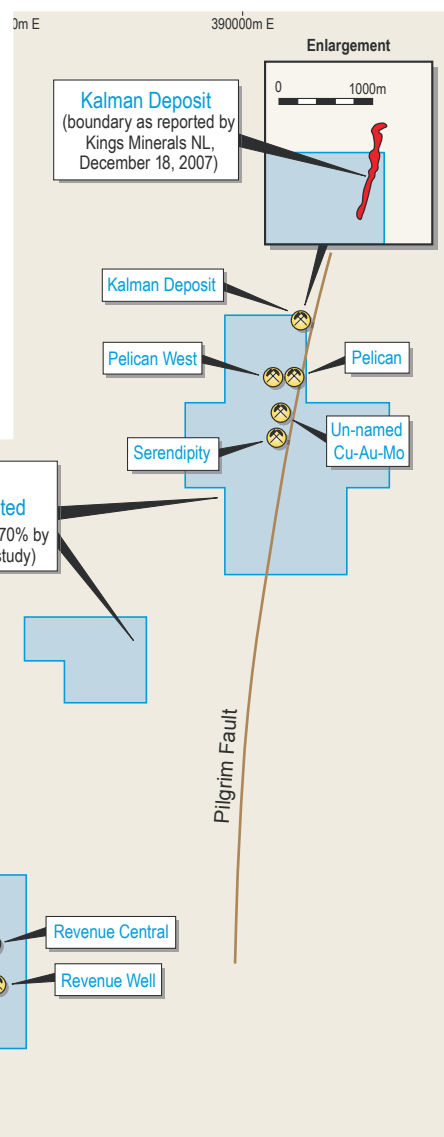 0m E
390000m E
Enlargement
0
1000m
Kalman Deposit
(boundary as reported by
Kings Minerals NL,
December 18, 2007)
Kalman Deposit
Pelican West
Pelican
Un-named
Cu-Au-Mo
Serendipity
ted
70% by
study)
Pilgrim Fault
Revenue Central
Revenue Well